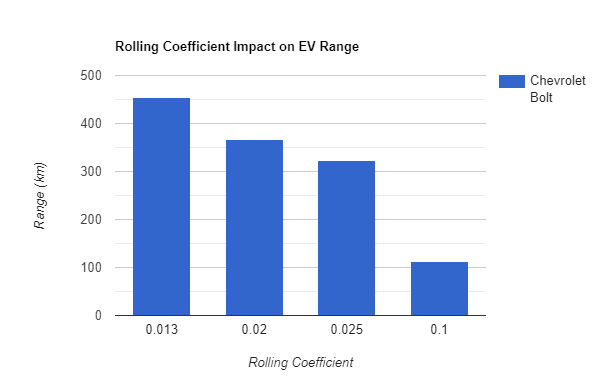 Rolling Coefficient Impact on EV Range
500
400
300
200
100
0
Range (km)
0.013 0.02 0.025 0.1
Rolling Coefficient
Chevrolet
Bolt